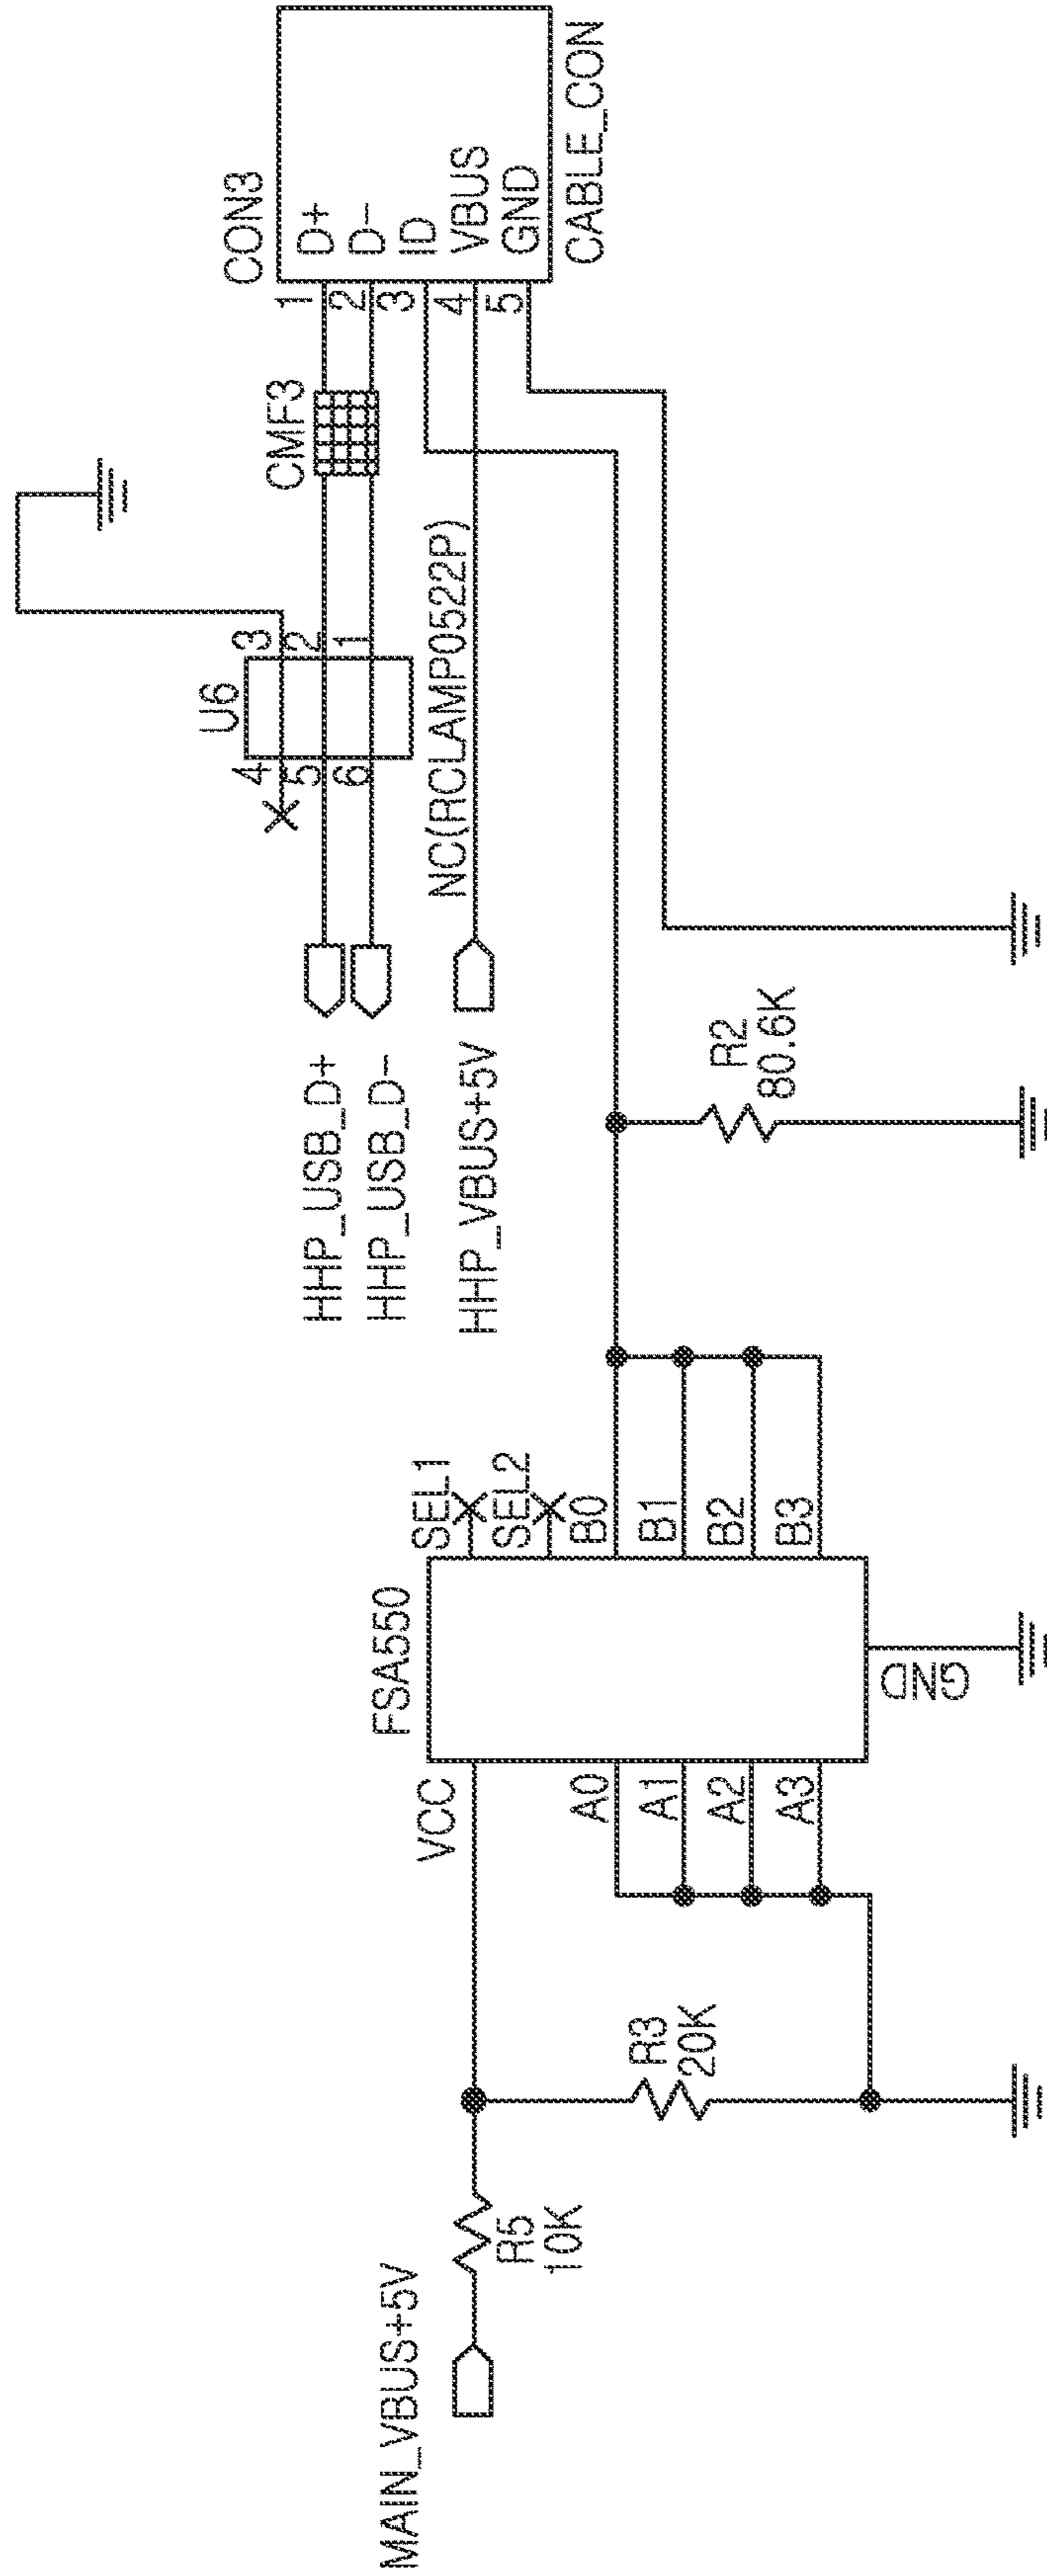 CON3
1
D+
2
D-
3
ID
4
VBUS
5
GND
CABLE_CON
CMF3
U6
3
2
1
4
5
6
NC(RCLAMP0522P)
HHP_USB_D+
HHP_USB_D-
HHP_VBUS+5V
R2
80.6K
FSA550
SEL1
SEL2
B0
B1
B2
B3
VCC
A0
A1
A2
A3
GND
R3
20K
R5
10K
MAIN_VBUS+5V